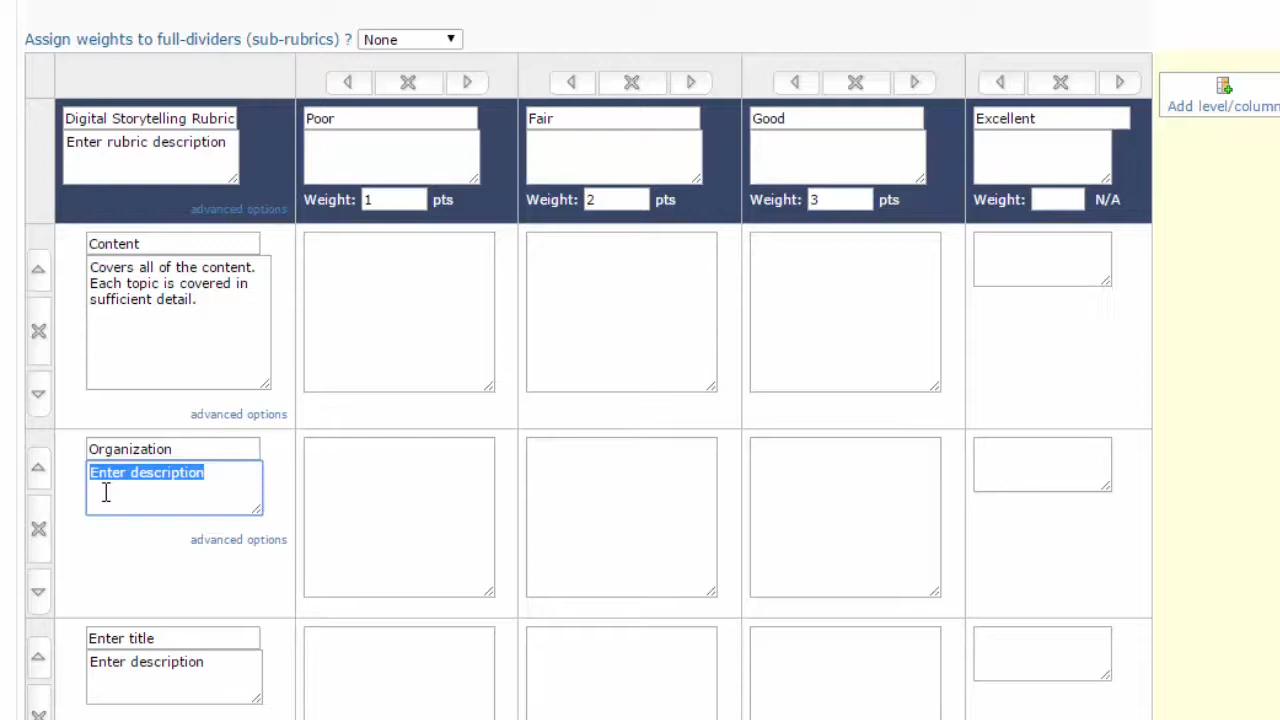 Assign weights to full-dividers (sub-rubrics) ? None
Add level/column
Digital Storytelling Rubric Poor Fair Good Excellent
Enter rubric description
Weight: 1 pts Weight: 2 pts Weight: 3 pts Weight: N/A
advanced options
Content
Covers all of the content.
Each topic is covered in
sufficient detail.
advanced options
Organization
Enter description
advanced options
Enter title
Enter description